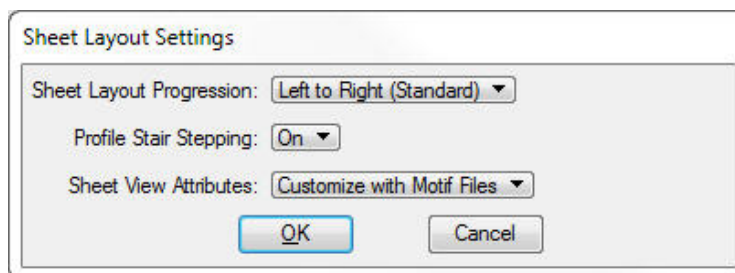 Sheet Layout Settings
Sheet Layout Progression: Left to Right (Standard)
Profile Stair Stepping: On
Sheet View Attributes: Customize with Motif Files
OK Cancel